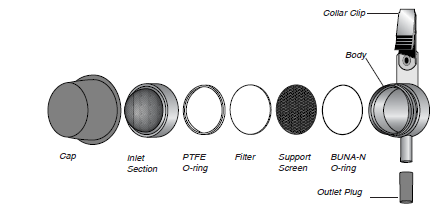 Collar Clip
Body
Cap
Inlet
Section
PTFE
O-ring
Filter
Support
Screen
BUNA-N
O-ring
Outlet Plug